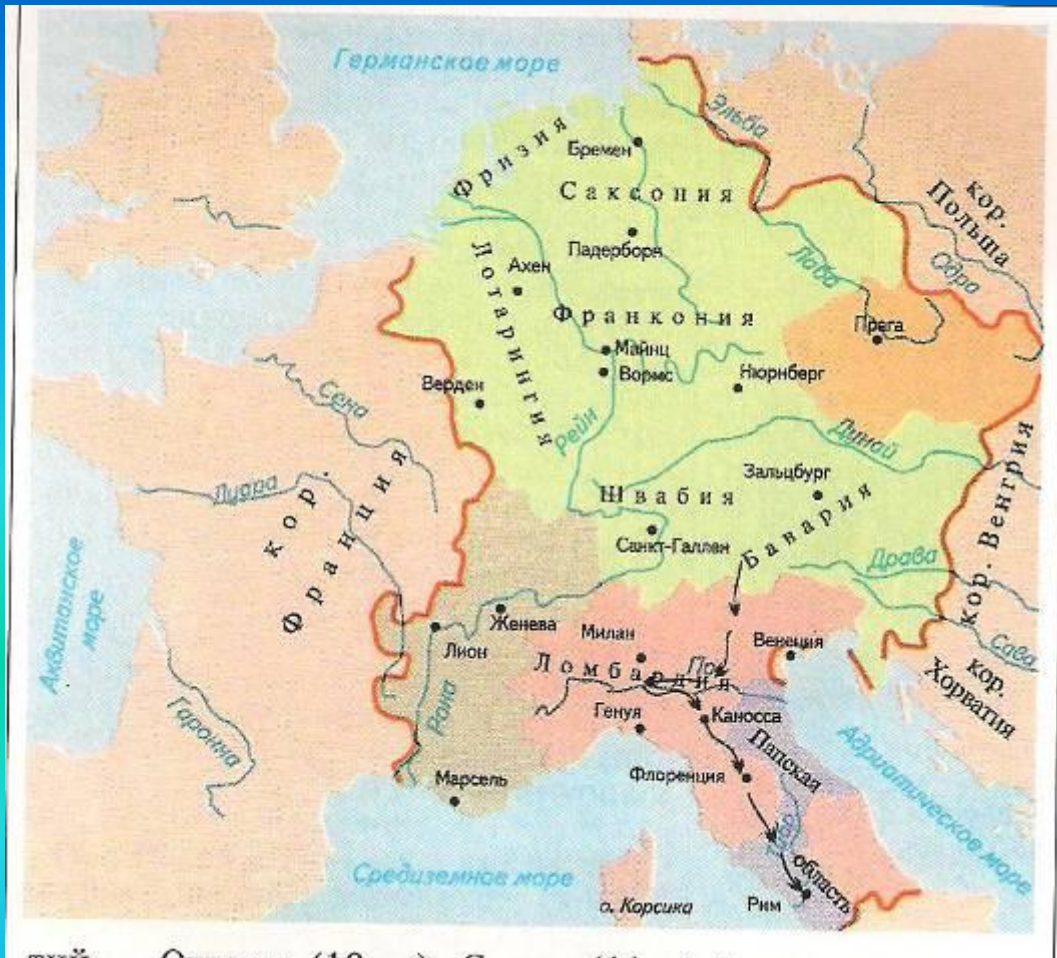 Германское море
Эльба
Фризия
Бремен
Саксония
кор.
Польша
Одра
Падерборн
Лаба
Лотарингия
Ахен
Франкония
Прага
Майнц
Вормс
Верден
Нюрнберг
Сена
Рейн
Дунай
кор. Венгрия
Луара
Швабия
Зальцбург
кор.
Франция
Санкт-Галлен
Бавария
Драва
Аквитанское
море
Женева
Лион
Милан
Венеция
Сава
кор.
Хорватия
Ломбардия
По
Рона
Гаронна
Генуя
Каносса
Папская
область
Адриатическое море
Флоренция
Марсель
Средиземное море
о. Корсика
Рим